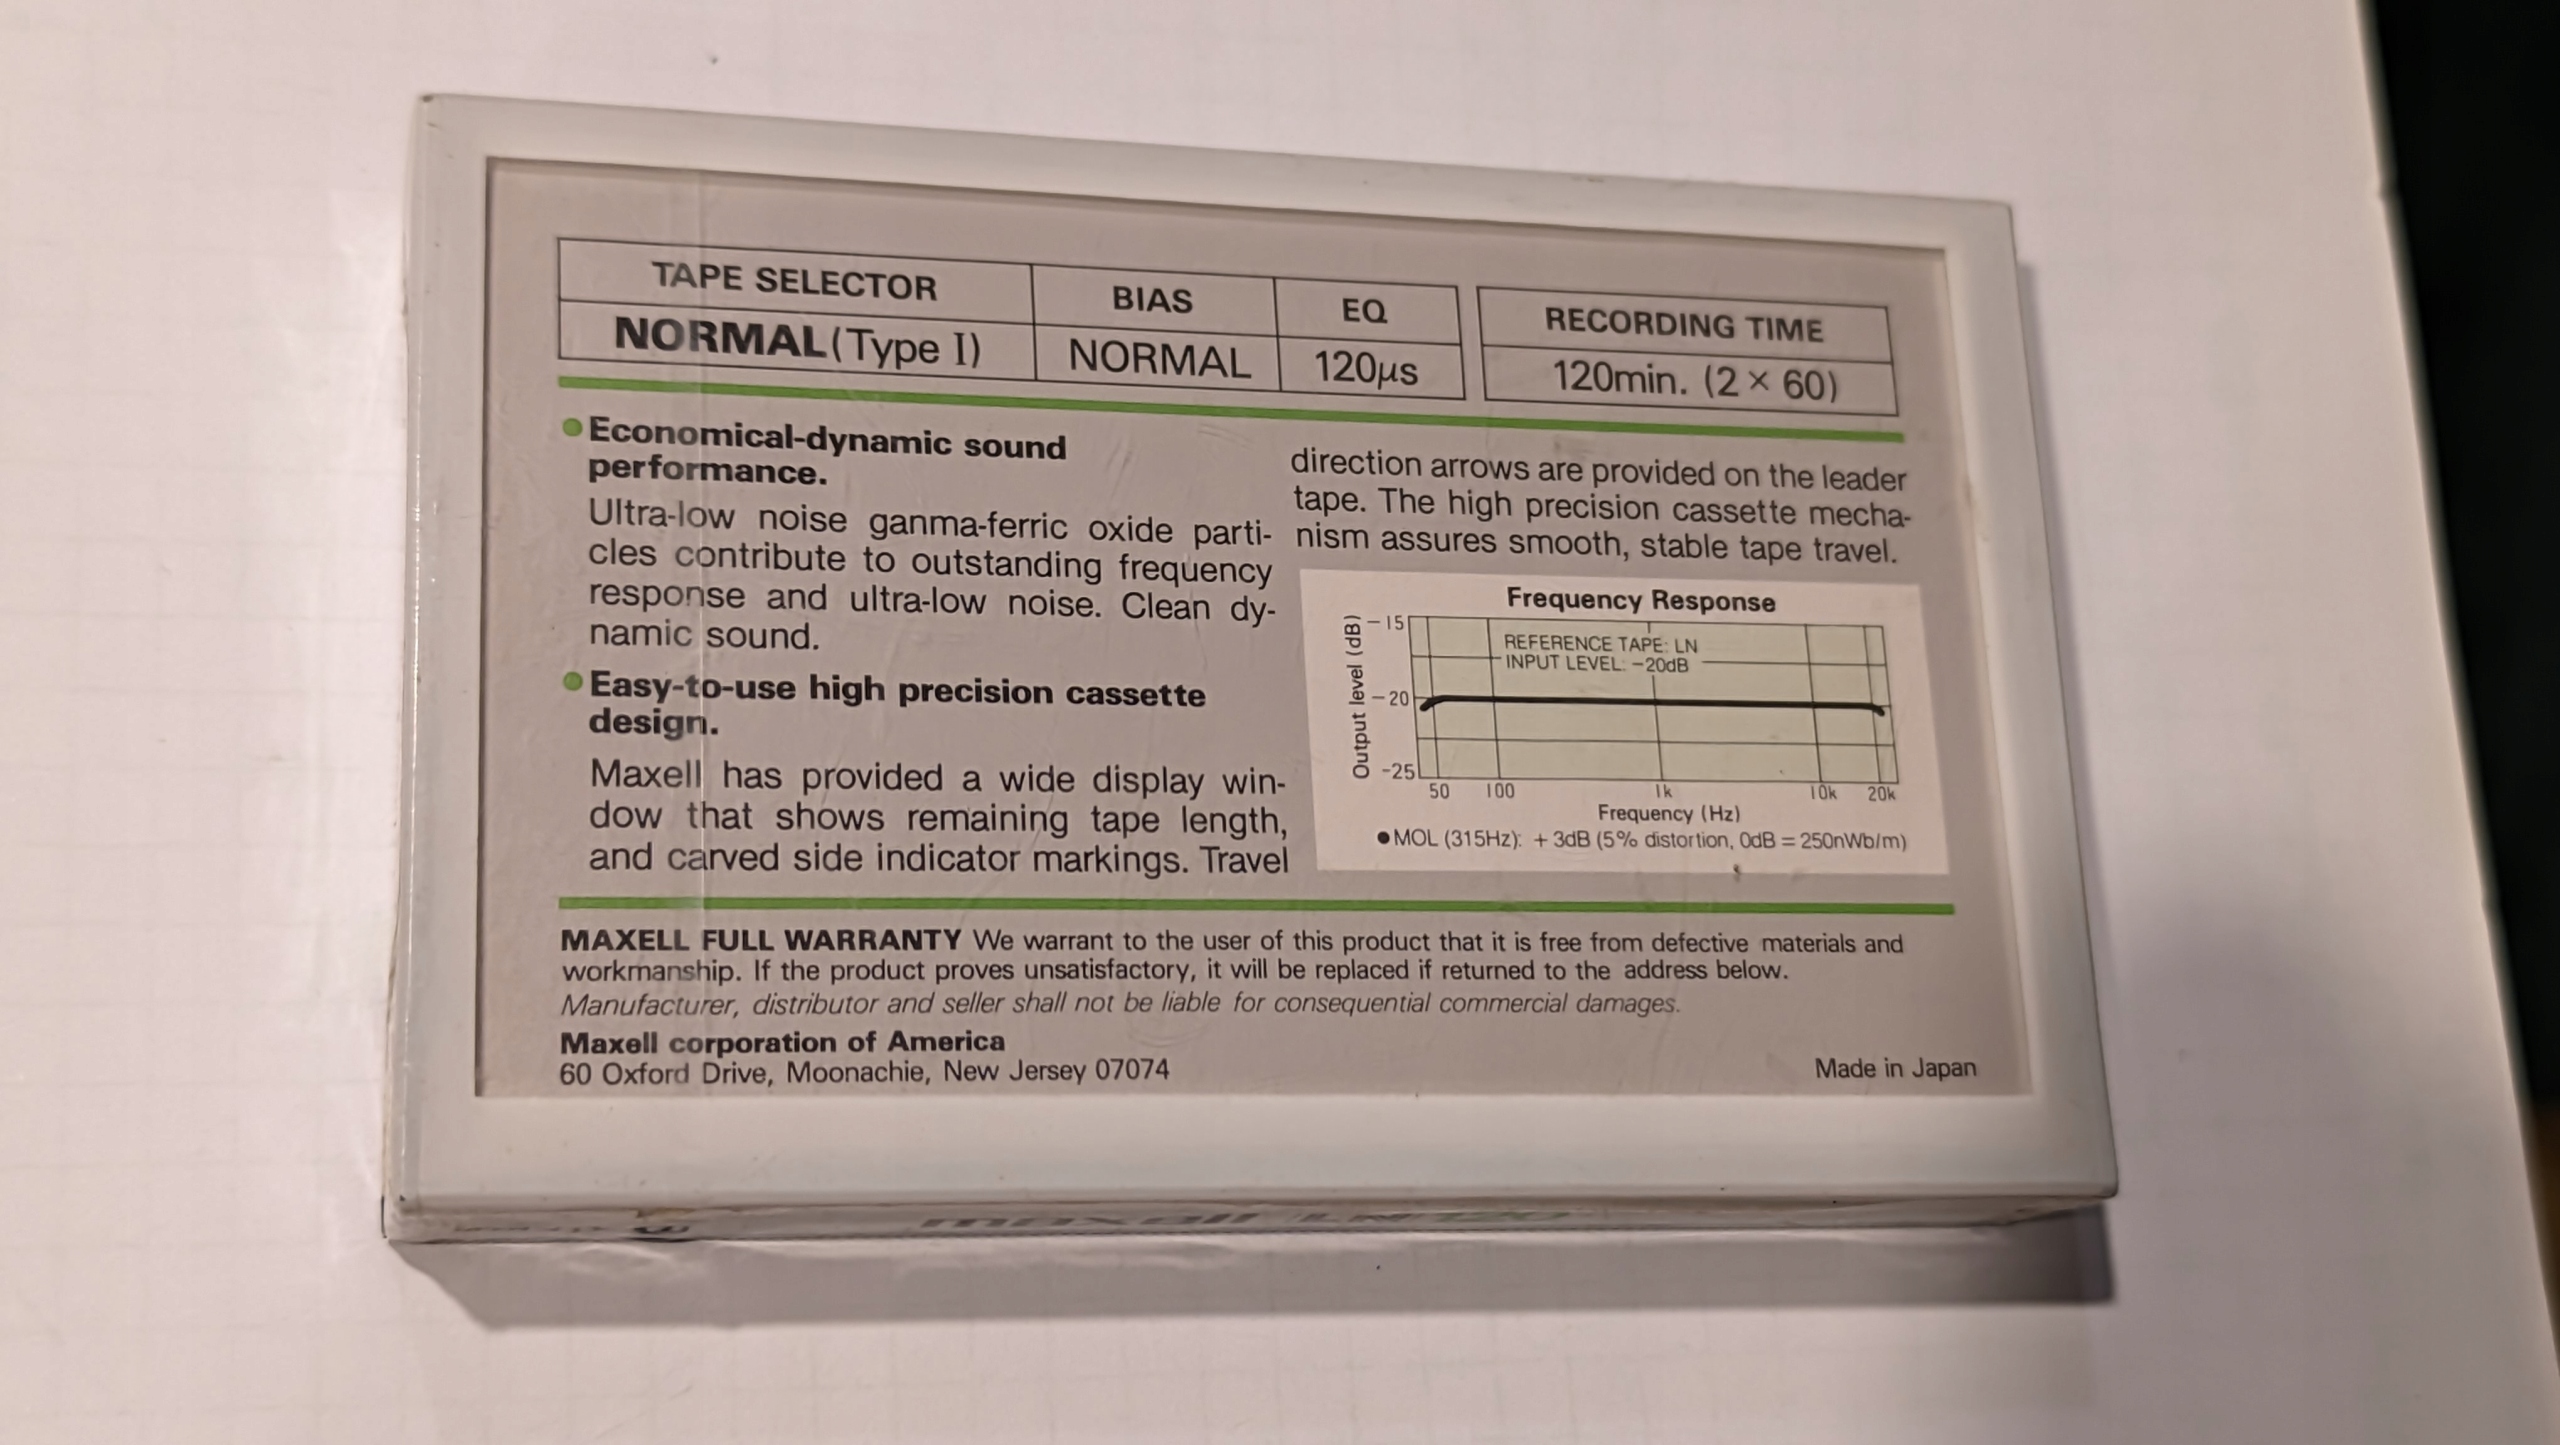 TAPE SELECTOR BIAS EQ RECORDING TIME
NORMAL (Type I) NORMAL 120μs 120min. (2 × 60)
● Economical-dynamic sound
performance.
Ultra-low noise ganma-ferric oxide parti-
cles contribute to outstanding frequency
response and ultra-low noise. Clean dy-
namic sound.
● Easy-to-use high precision cassette
design.
Maxell has provided a wide display win-
dow that shows remaining tape length,
and carved side indicator markings. Travel
direction arrows are provided on the leader
tape. The high precision cassette mecha-
nism assures smooth, stable tape travel.
Frequency Response
Output level (dB)
-15
REFERENCE TAPE: LN
INPUT LEVEL: -20dB
-20
-25
50 100 1k 10k 20k
Frequency (Hz)
● MOL (315Hz): +3dB (5% distortion, 0dB = 250nWb/m)
MAXELL FULL WARRANTY We warrant to the user of this product that it is free from defective materials and
workmanship. If the product proves unsatisfactory, it will be replaced if returned to the address below.
Manufacturer, distributor and seller shall not be liable for consequential commercial damages.
Maxell corporation of America
60 Oxford Drive, Moonachie, New Jersey 07074
Made in Japan
maxell LN 120